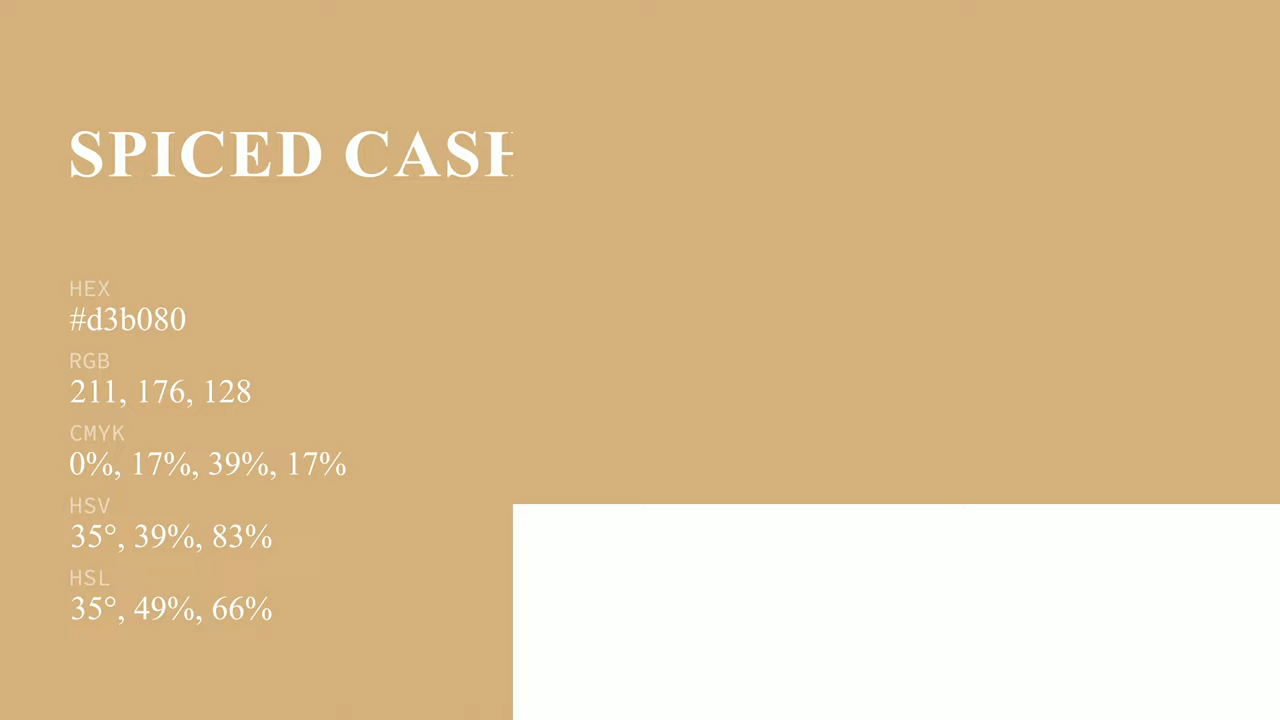 SPICED CASH
HEX
#d3b080
RGB
211, 176, 128
CMYK
0%, 17%, 39%, 17%
HSV
35°, 39%, 83%
HSL
35°, 49%, 66%